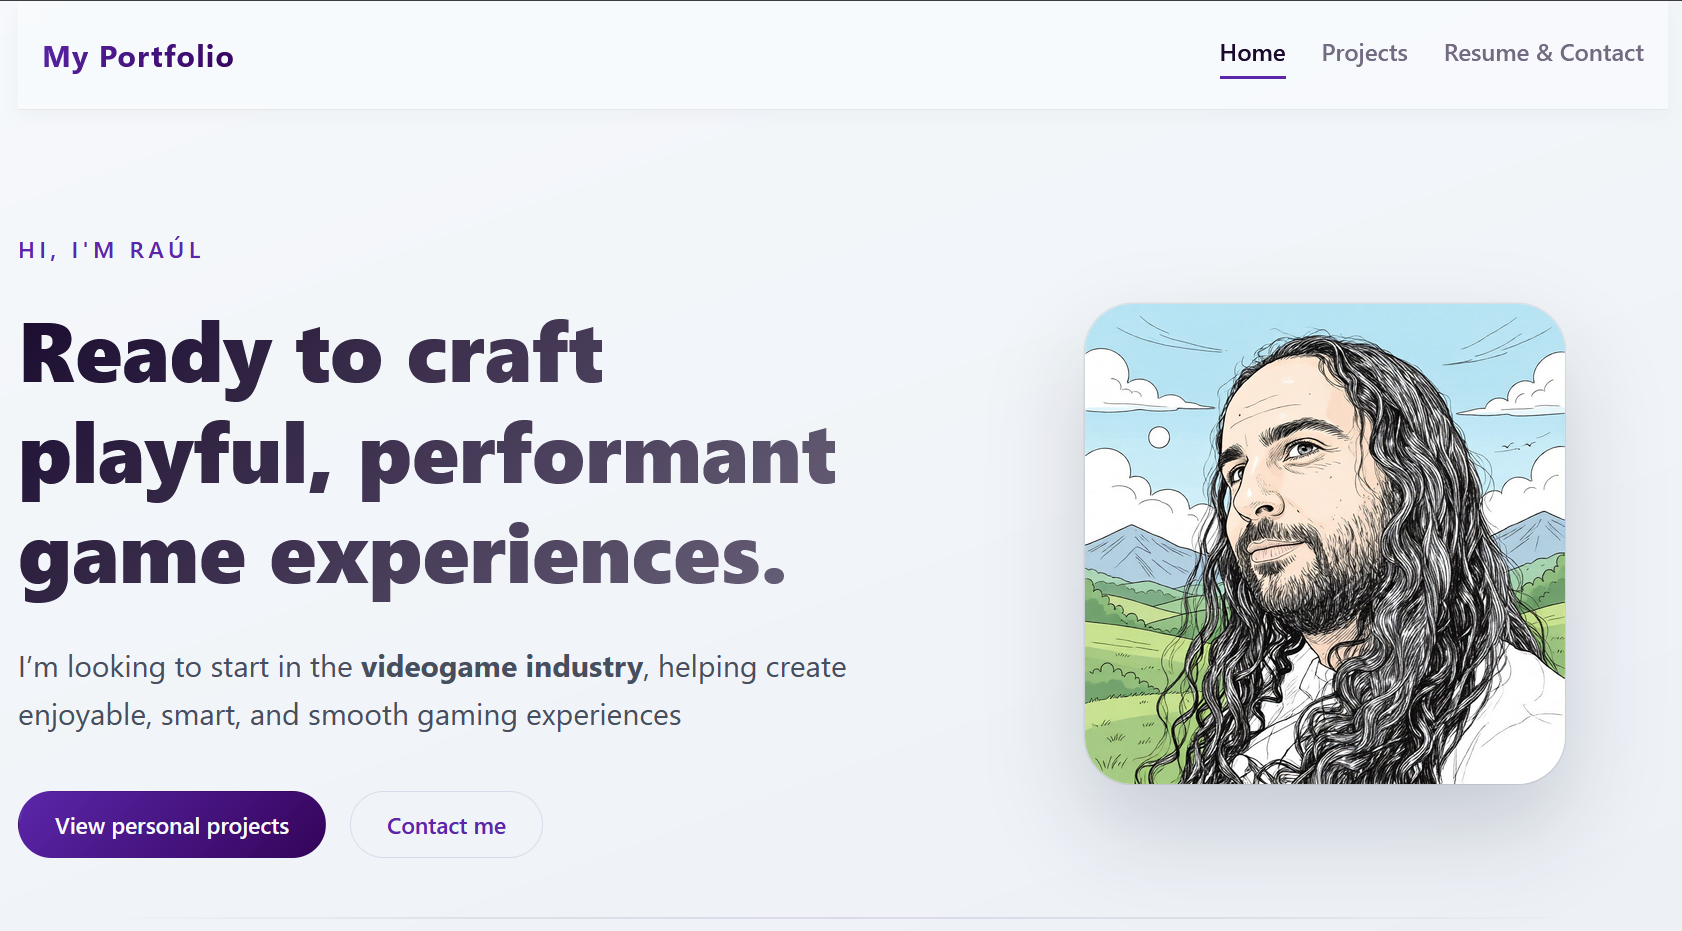 My Portfolio
Home Projects Resume & Contact
HI, I'M RAÚL
Ready to craft
playful, performant
game experiences.
I’m looking to start in the videogame industry, helping create
enjoyable, smart, and smooth gaming experiences
View personal projects Contact me